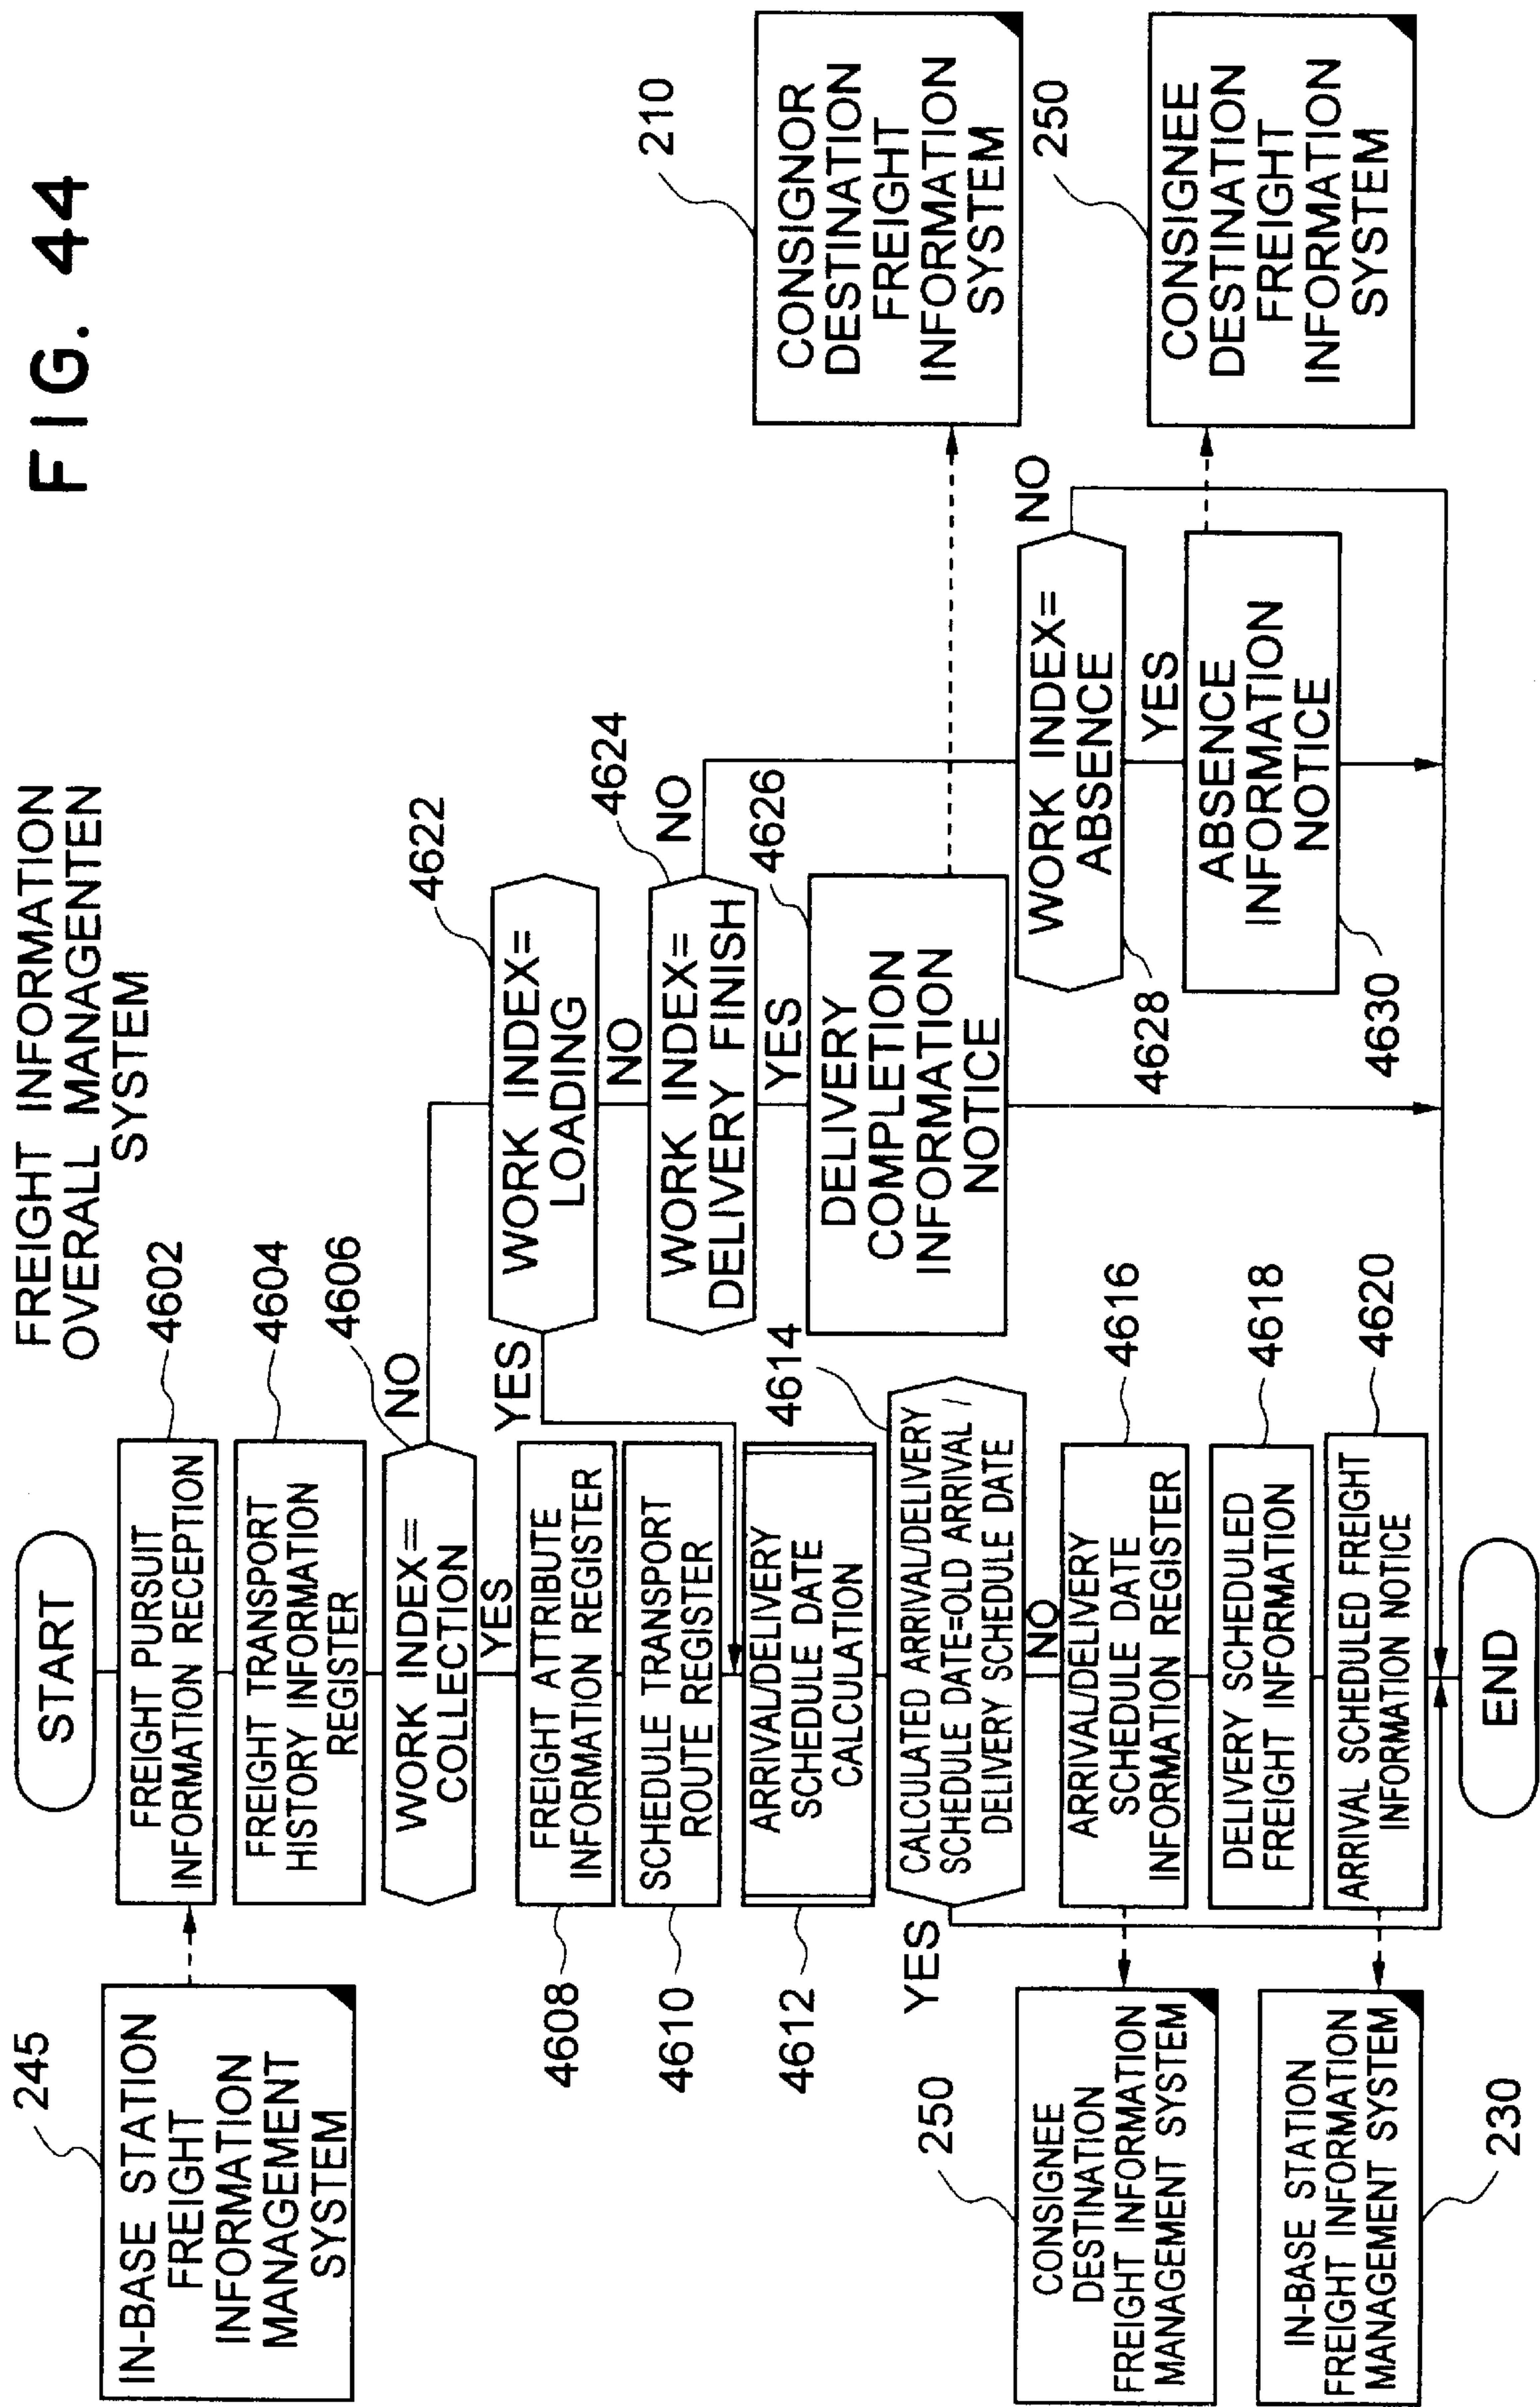 FIG. 44
FREIGHT INFORMATION
OVERALL MANAGEMENTEN
SYSTEM
START
245
IN-BASE STATION
FREIGHT
INFORMATION
MANAGEMENT
SYSTEM
FREIGHT PURSUIT
INFORMATION RECEPTION
4602
FREIGHT TRANSPORT
HISTORY INFORMATION
REGISTER
4604
WORK INDEX=
COLLECTION
4606
NO
YES
FREIGHT ATTRIBUTE
INFORMATION REGISTER
4608
SCHEDULE TRANSPORT
ROUTE REGISTER
4610
ARRIVAL/DELIVERY
SCHEDULE DATE
CALCULATION
4612
CALCULATED ARRIVAL/DELIVERY
SCHEDULE DATE=OLD ARRIVAL /
DELIVERY SCHEDULE DATE
4614
YES
NO
ARRIVAL/DELIVERY
SCHEDULE DATE
INFORMATION REGISTER
4616
DELIVERY SCHEDULED
FREIGHT INFORMATION
4618
ARRIVAL SCHEDULED FREIGHT
INFORMATION NOTICE
4620
END
250
CONSIGNEE
DESTINATION
FREIGHT INFORMATION
MANAGEMENT SYSTEM
IN-BASE STATION
FREIGHT INFORMATION
MANAGEMENT SYSTEM
230
WORK INDEX=
LOADING
4622
YES
NO
WORK INDEX=
DELIVERY FINISH
4624
NO
YES
DELIVERY
COMPLETION
INFORMATION
NOTICE
4626
WORK INDEX=
ABSENCE
4628
NO
YES
ABSENCE
INFORMATION
NOTICE
4630
210
CONSIGNOR
DESTINATION
FREIGHT
INFORMATION
SYSTEM
250
CONSIGNEE
DESTINATION
FREIGHT
INFORMATION
SYSTEM